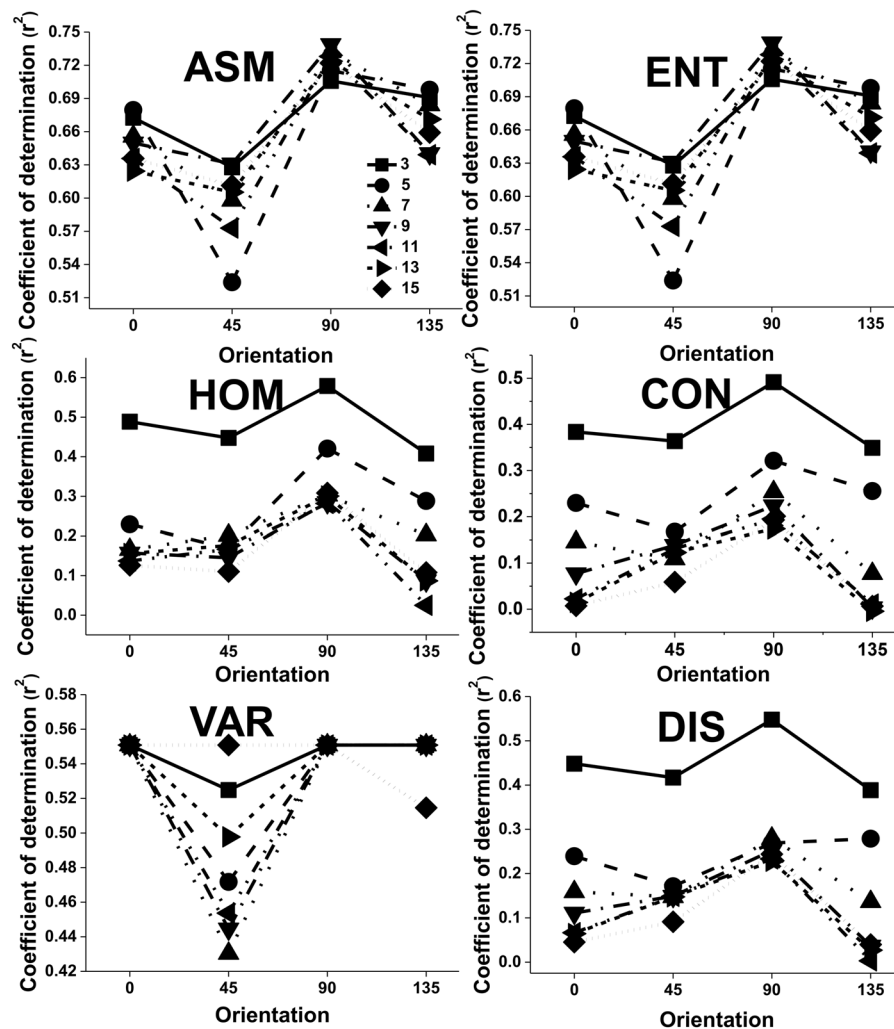 Coefficient of determination (r²)
0.75
0.72
0.69
0.66
0.63
0.60
0.57
0.54
0.51
ASM
3
5
7
9
11
13
15
0 45 90 135
Orientation
Coefficient of determination (r²)
0.75
0.72
0.69
0.66
0.63
0.60
0.57
0.54
0.51
ENT
0 45 90 135
Orientation
Coefficient of determination (r²)
0.6
0.5
0.4
0.3
0.2
0.1
0.0
HOM
0 45 90 135
Orientation
Coefficient of determination (r²)
0.5
0.4
0.3
0.2
0.1
0.0
CON
0 45 90 135
Orientation
Coefficient of determination (r²)
0.58
0.56
0.54
0.52
0.50
0.48
0.46
0.44
0.42
VAR
0 45 90 135
Orientation
Coefficient of determination (r²)
0.6
0.5
0.4
0.3
0.2
0.1
0.0
DIS
0 45 90 135
Orientation